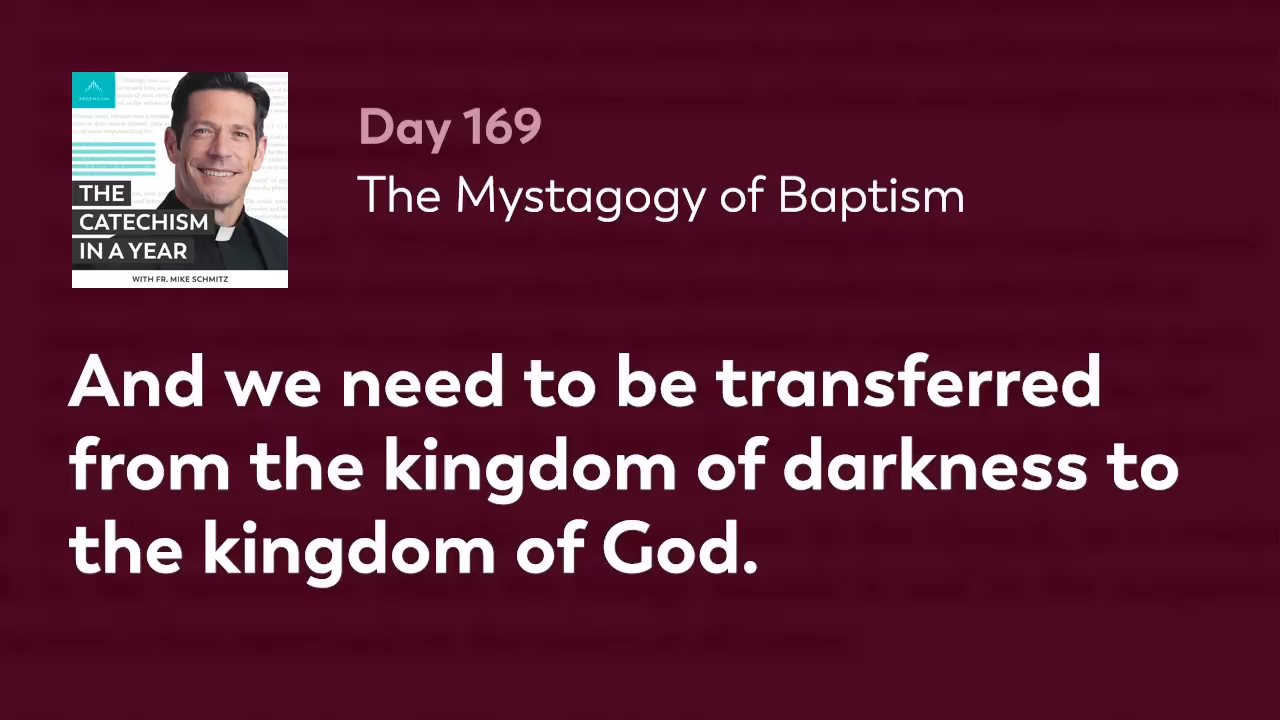 ASCENSION
THE
CATECHISM
IN A YEAR
WITH FR. MIKE SCHMITZ
Day 169
The Mystagogy of Baptism
And we need to be transferred
from the kingdom of darkness to
the kingdom of God.